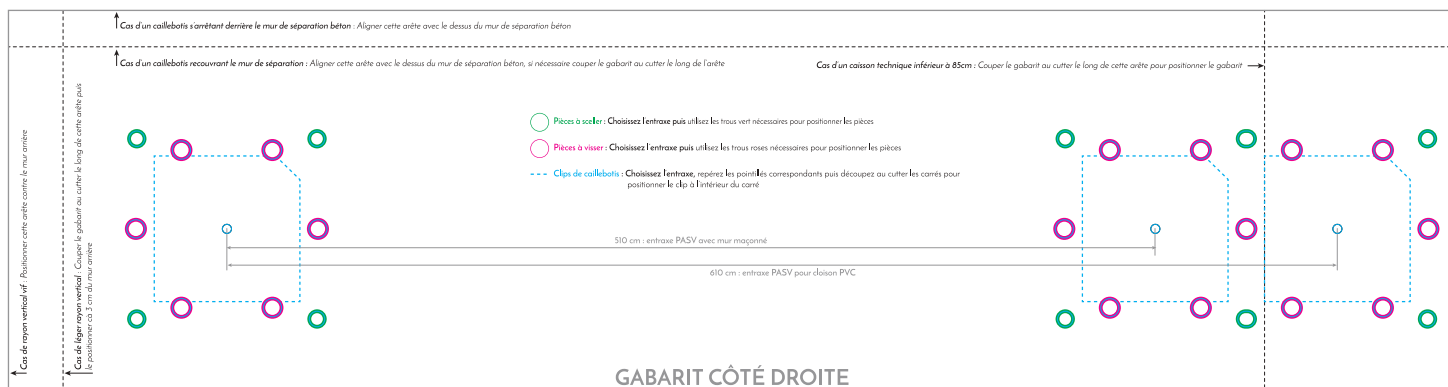 Cas d'un caillebotis s'arrêtant derrière le mur de séparation béton : Aligner cette arête avec le dessus du mur de séparation béton
Cas d'un caillebotis recouvrant le mur de séparation : Aligner cette arête avec le dessus du mur de séparation béton, si nécessaire couper le gabarit au cutter le long de l'arête
Cas d'un caisson technique inférieur à 85cm : Couper le gabarit au cutter le long de cette arête pour positionner le gabarit
Cas de rayon vertical vif : Positionner cette arête contre le mur arrière
Cas de léger rayon vertical : Couper le gabarit au cutter le long de cette arête puis
le positionner cà 3 cm du mur arrière
Pièces à sceller : Choisissez l'entraxe puis utilisez les trous vert nécessaires pour positionner les pièces
Pièces à visser : Choisissez l'entraxe puis utilisez les trous roses nécessaires pour positionner les pièces
Clips de caillebotis : Choisissez l'entraxe, repérez les pointillés correspondants puis découpez au cutter les carrés pour
positionner le clip à l'intérieur du carré
510 cm : entraxe PASV avec mur maçonné
610 cm : entraxe PASV pour cloison PVC
GABARIT CÔTÉ DROITE